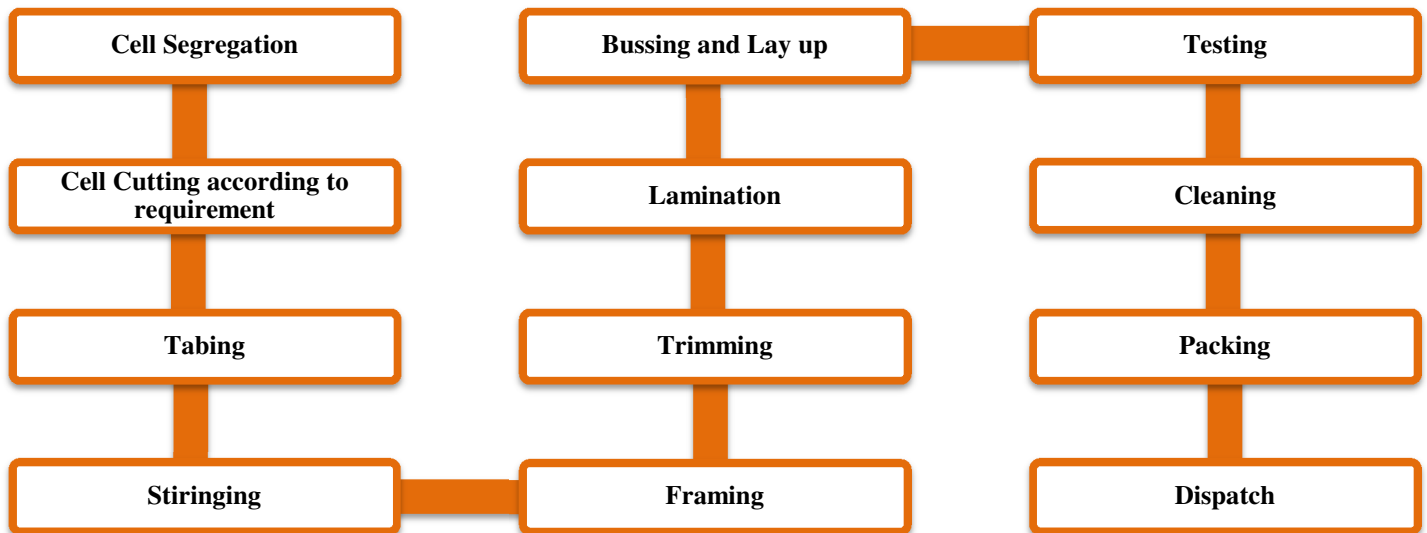 Cell Segregation
Cell Cutting according to
requirement
Tabing
Stiringing
Bussing and Lay up
Lamination
Trimming
Framing
Testing
Cleaning
Packing
Dispatch